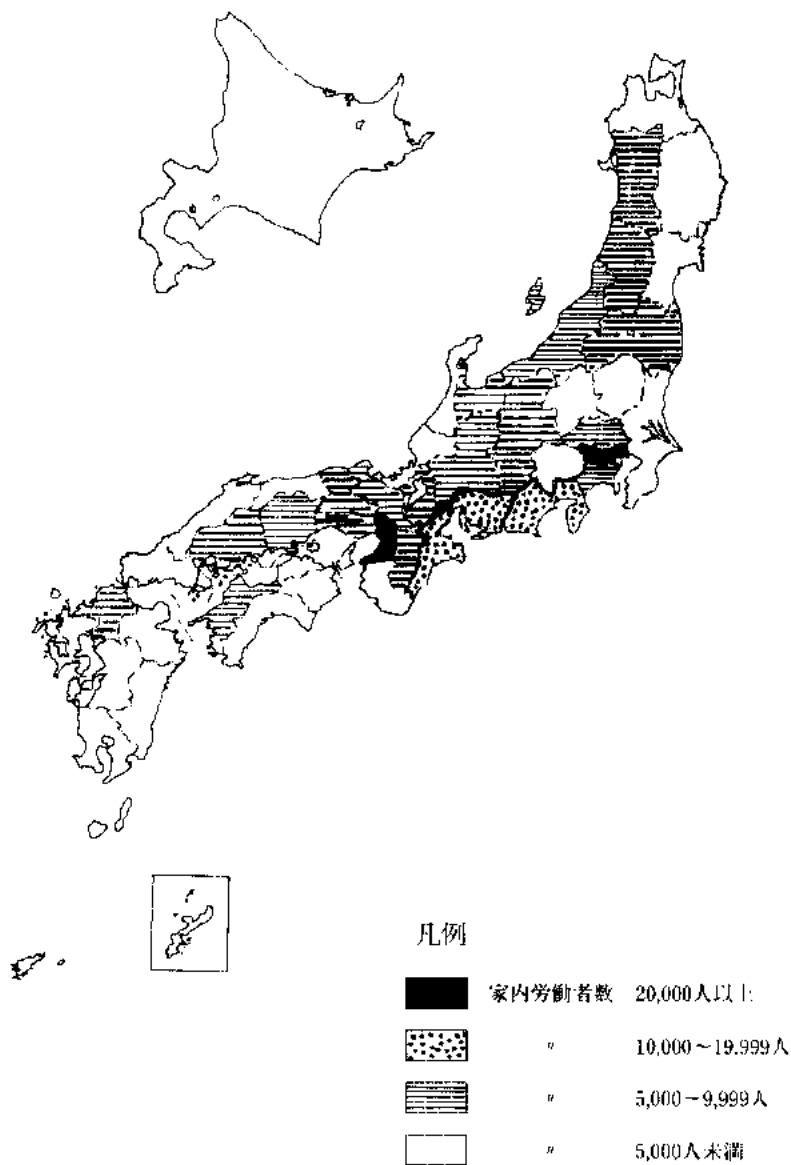 凡例
家内労働者数 20,000人以上
〃 10,000～19.999人
〃 5,000－9,999人
〃 5,000人未満